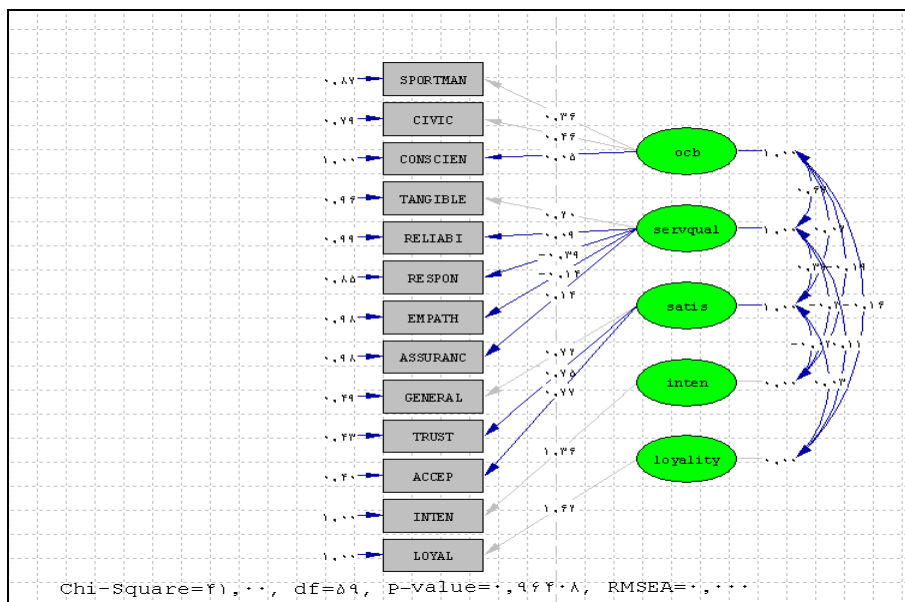 ۰,۸۷ SPORTMAN ۰,۳۶
۰,۷۹ CIVIC ۰,۴۶
۱,۰۰ CONSCIEN ۰,۰۵ ocb ۱,۰۰
۰,۹۶ TANGIBLE ۰,۲۰
۰,۹۹ RELIABI ۰,۰۹ servqual ۱,۰۰
۰,۸۵ RESPON -۰,۳۹
۰,۹۸ EMPATH -۰,۱۴ satis ۱,۰۰
۰,۹۸ ASSURANC ۰,۱۴
۰,۴۹ GENERAL ۰,۷۲ inten ۰,۰۰
۰,۴۳ TRUST ۰,۷۵
۰,۴۰ ACCEP ۰,۷۷ loyality ۰,۰۰
۱,۰۰ INTEN ۱,۳۶
۱,۰۰ LOYAL ۱,۶۲
Chi-Square=۴۱,۰۰, df=۵۹, P-value=۰,۹۶۴۰۸, RMSEA=۰,۰۰۰